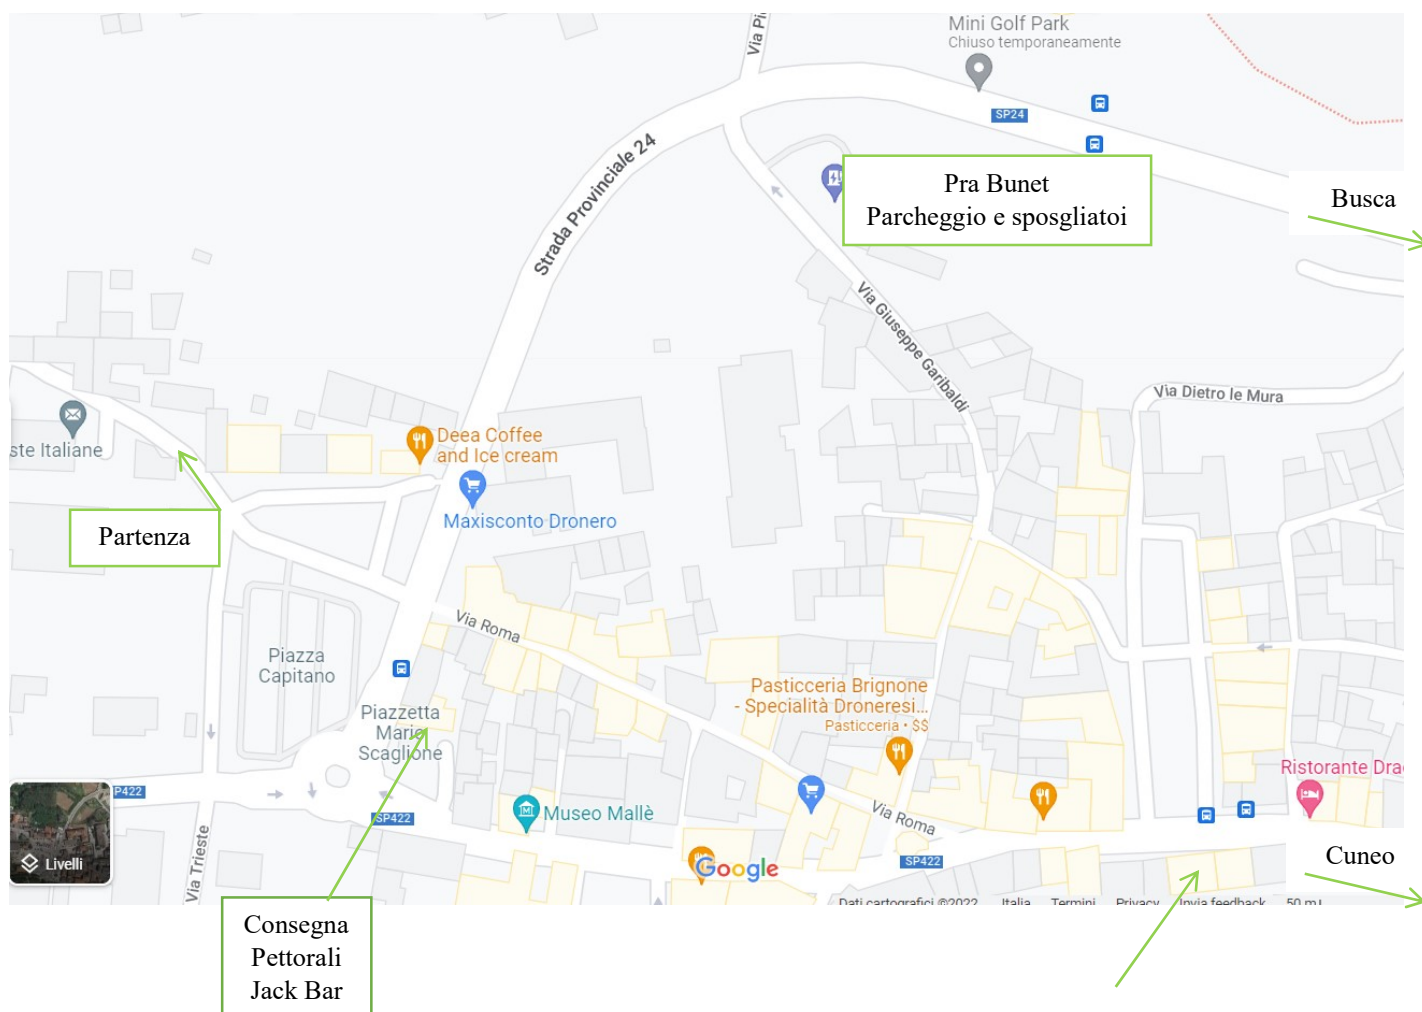 Mini Golf Park
Chiuso temporaneamente
SP24
Strada Provinciale 24
Pra Bunet
Parcheggio e sposgliatoi
Busca
Via Giuseppe Garibaldi
Via Dietro le Mura
ste Italiane
Deea Coffee
and Ice cream
Maxisconto Dronero
Partenza
Via Roma
Piazza
Capitano
Piazzetta
Mario
Scaglione
Pasticceria Brignone
- Specialità Droneresi...
Pasticceria • $$
Ristorante Dra
P422
SP422
Museo Mallè
Via Roma
SP422
Livelli
Via Trieste
Google
Cuneo
Dati cartografici ©2022
Italia
Termini
Privacy
Invia feedback
50 m
Consegna
Pettorali
Jack Bar